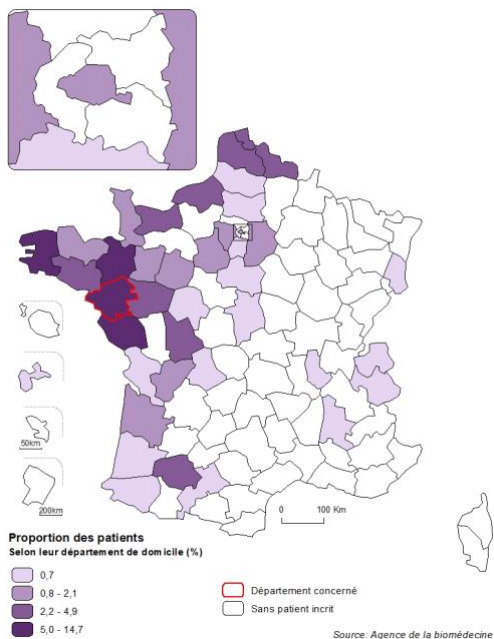 50km
200km
0 100 Km
Proportion des patients
Selon leur département de domicile (%)
0,7
0,8 - 2,1
2,2 - 4,9
5,0 - 14,7
Département concerné
Sans patient incrit
Source: Agence de la biomédecine